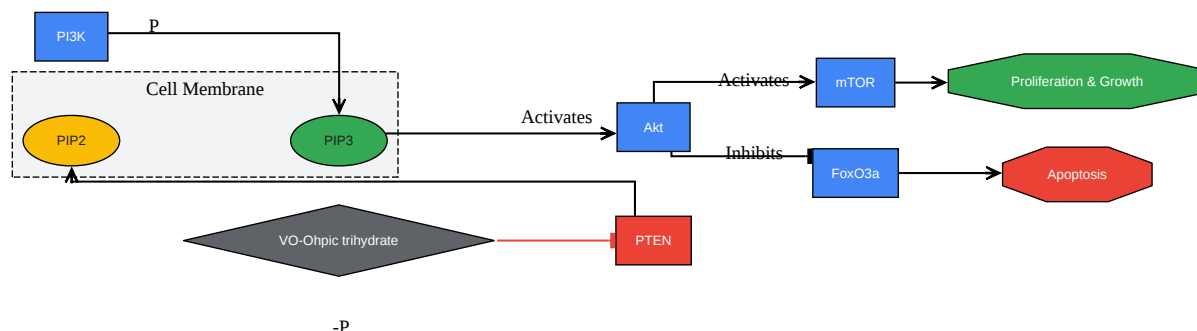 PI3K
P
Cell Membrane
PIP2
PIP3
Activates
Akt
Activates
mTOR
Proliferation & Growth
Inhibits
FoxO3a
Apoptosis
VO-Ohpic trihydrate
PTEN
-P